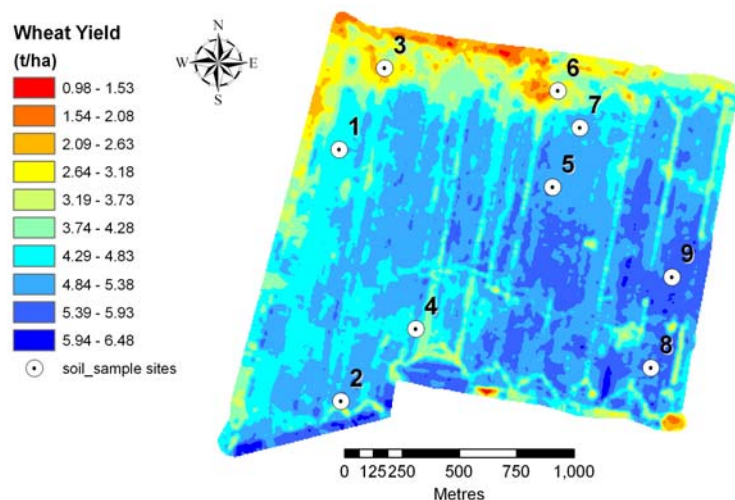 Wheat Yield
(t/ha)
0.98 - 1.53
1.54 - 2.08
2.09 - 2.63
2.64 - 3.18
3.19 - 3.73
3.74 - 4.28
4.29 - 4.83
4.84 - 5.38
5.39 - 5.93
5.94 - 6.48
soil_sample sites
N
W E
S
3
6
7
1
5
9
4
8
2
0 125 250 500 750 1,000
Metres